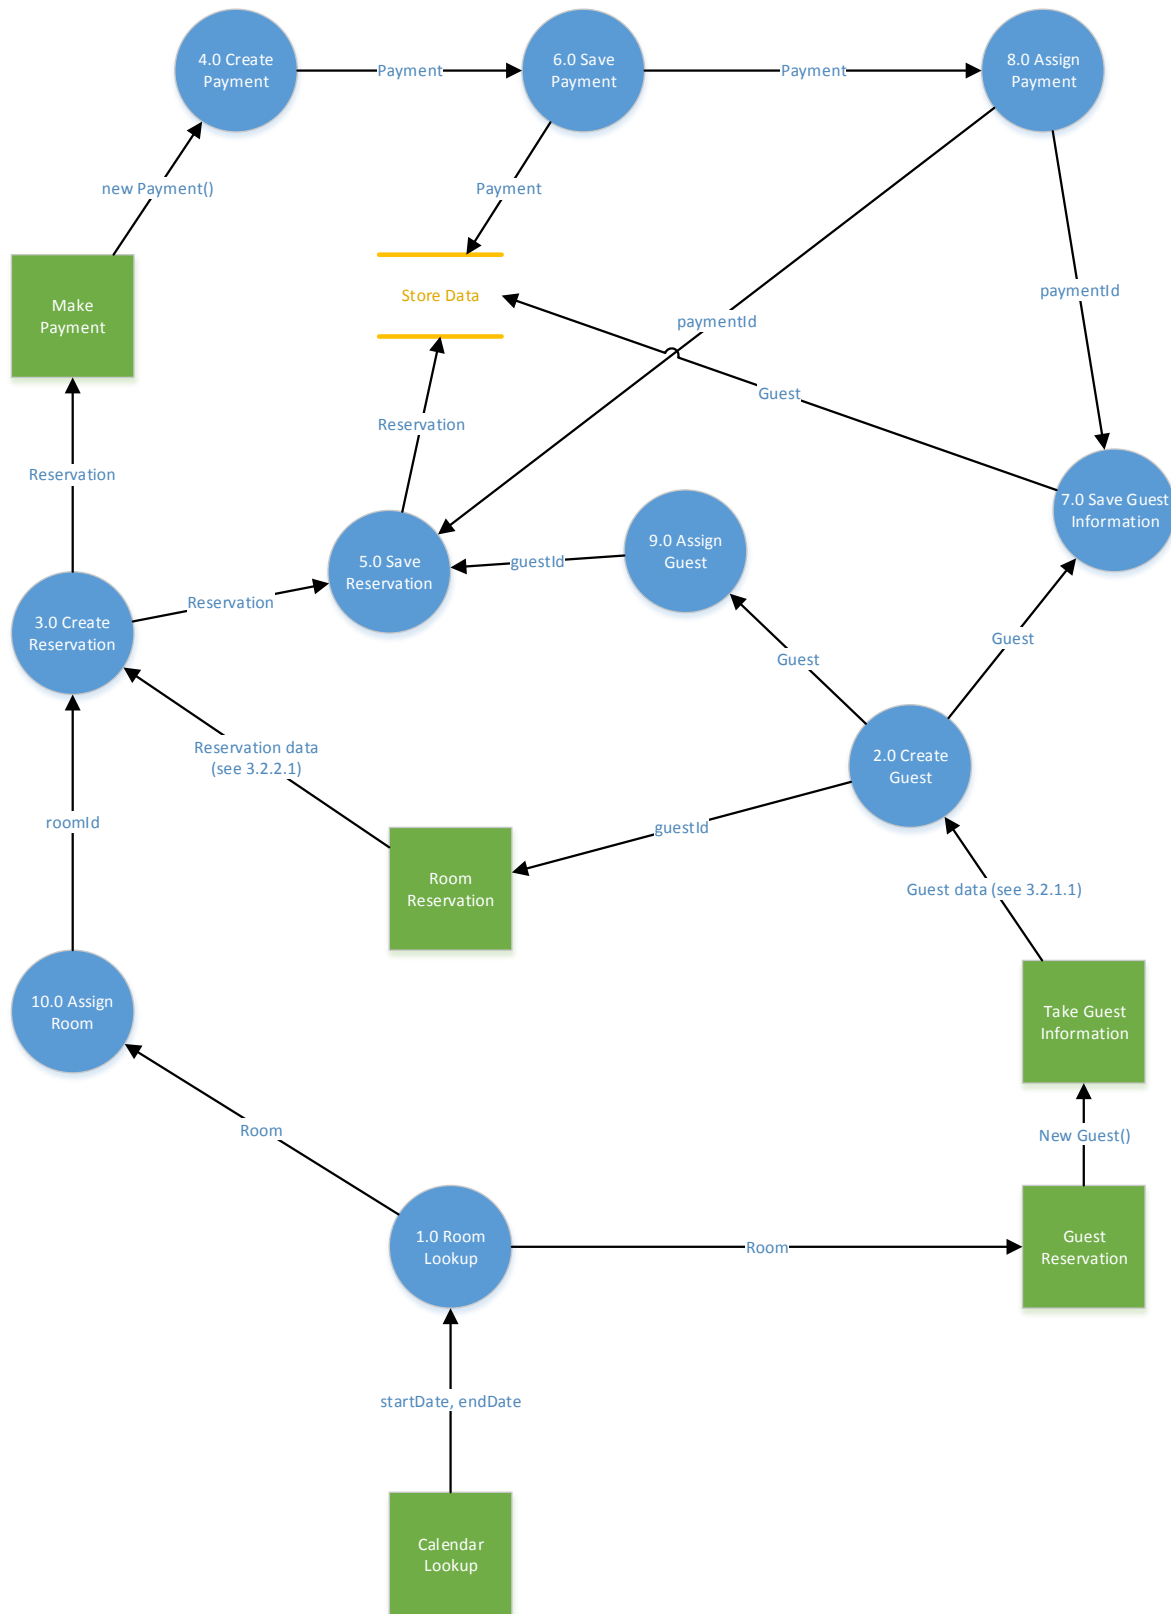 4.0 Create
Payment
Payment
6.0 Save
Payment
Payment
8.0 Assign
Payment
new Payment()
Payment
Make
Payment
Store Data
paymentId
paymentId
Guest
Reservation
Reservation
7.0 Save Guest
Information
5.0 Save
Reservation
guestId
9.0 Assign
Guest
Reservation
3.0 Create
Reservation
Guest
Guest
Reservation data
(see 3.2.2.1)
2.0 Create
Guest
roomId
guestId
Room
Reservation
Guest data (see 3.2.1.1)
10.0 Assign
Room
Take Guest
Information
Room
New Guest()
1.0 Room
Lookup
Room
Guest
Reservation
startDate, endDate
Calendar
Lookup